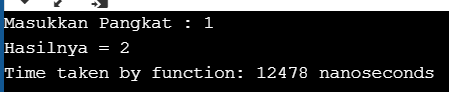 Masukkan Pangkat : 1
Hasilnya = 2
Time taken by function: 12478 nanoseconds